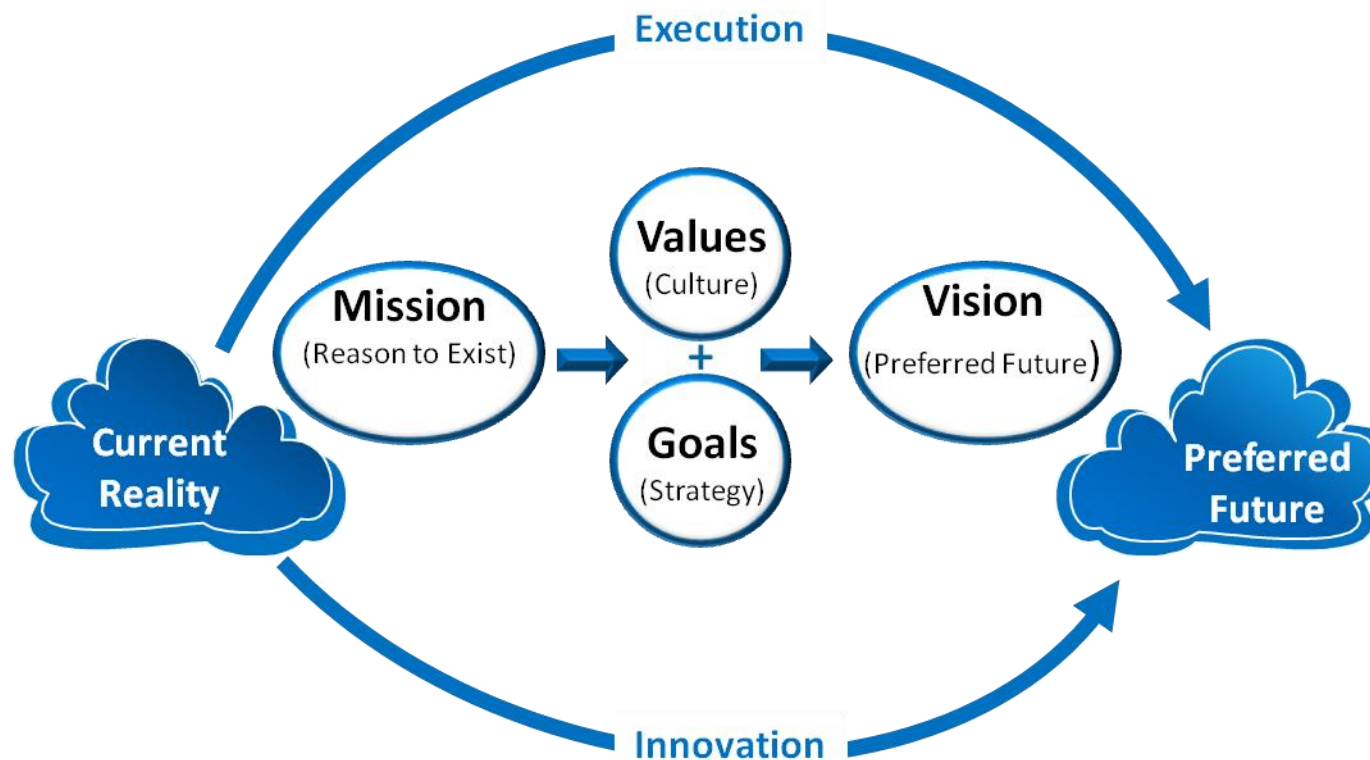 Execution
Values
(Culture)
Mission
(Reason to Exist)
+
Vision
(Preferred Future)
Goals
(Strategy)
Current
Reality
Preferred
Future
Innovation